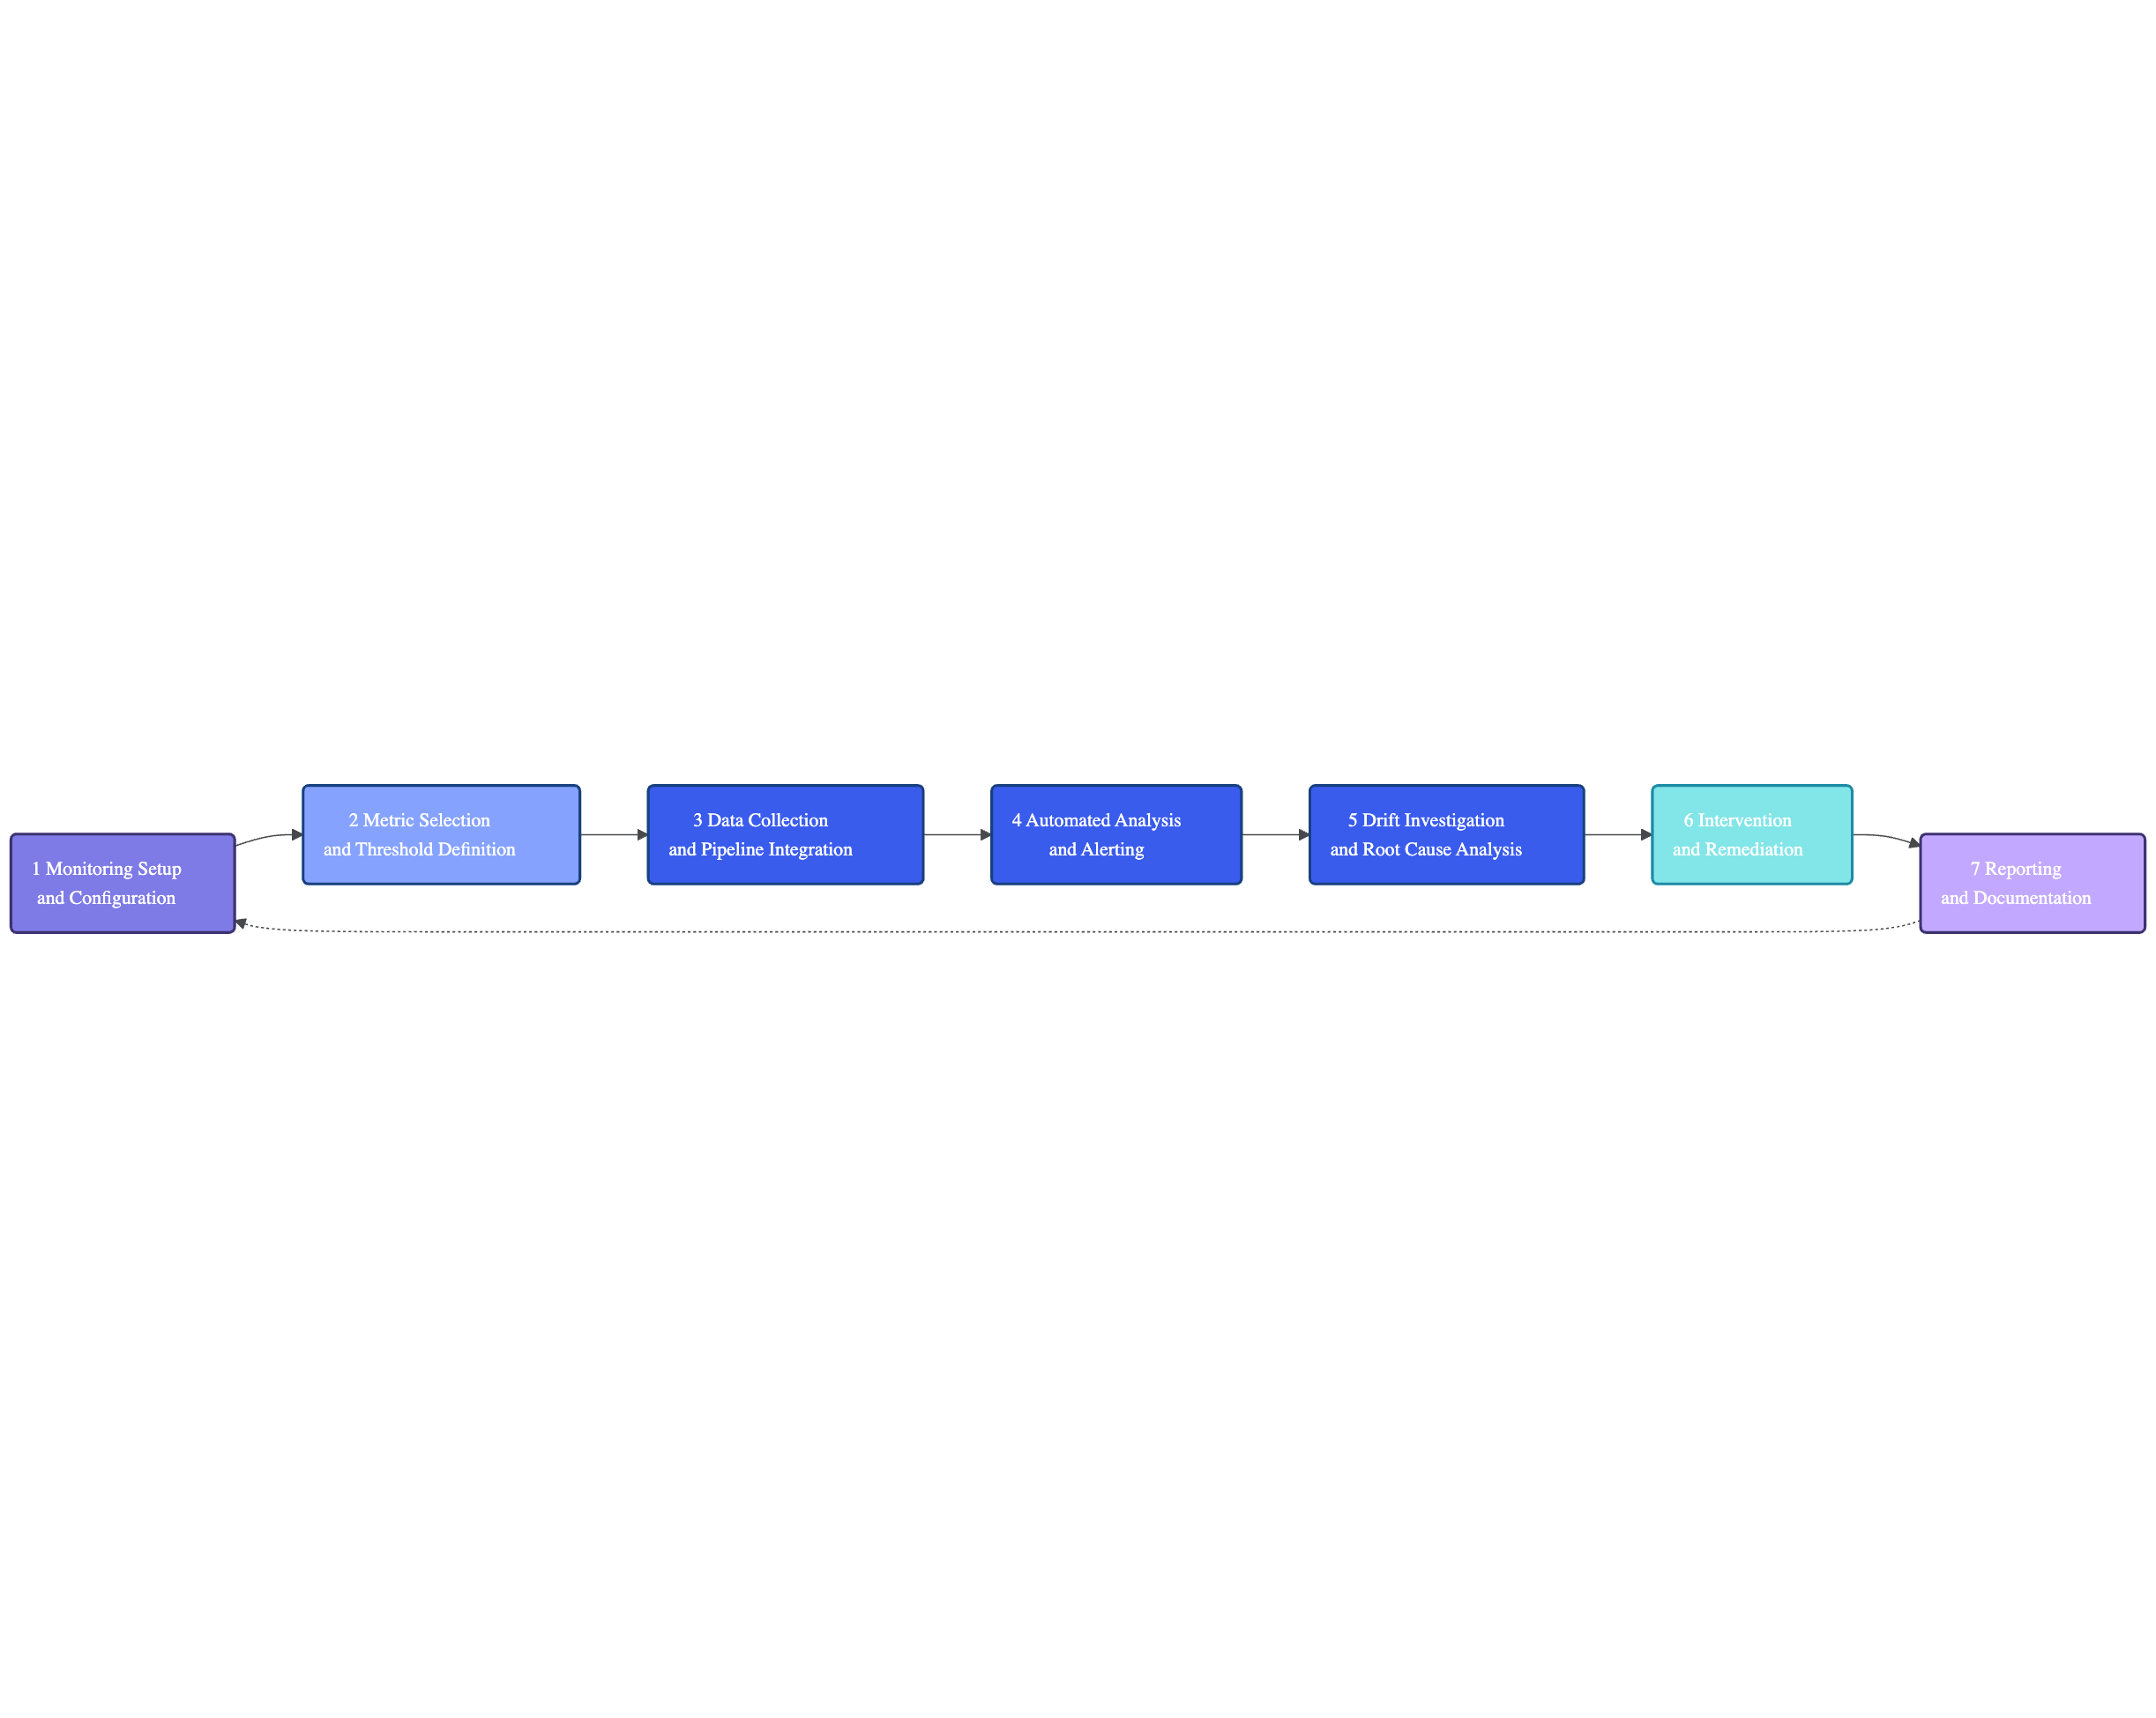 1 Monitoring Setup
and Configuration
2 Metric Selection
and Threshold Definition
3 Data Collection
and Pipeline Integration
4 Automated Analysis
and Alerting
5 Drift Investigation
and Root Cause Analysis
6 Intervention
and Remediation
7 Reporting
and Documentation